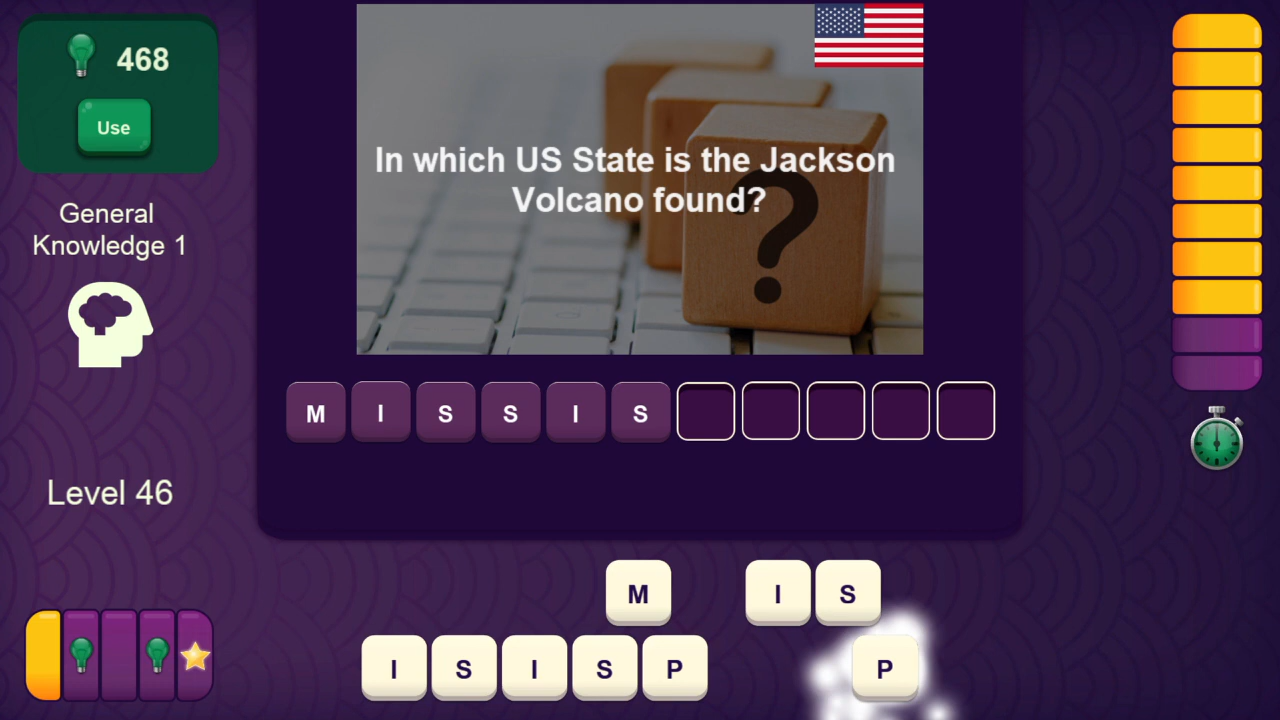 468
Use
General
Knowledge 1
Level 46
In which US State is the Jackson
Volcano found?
?
M I S S I S
M I S
I S I S P P